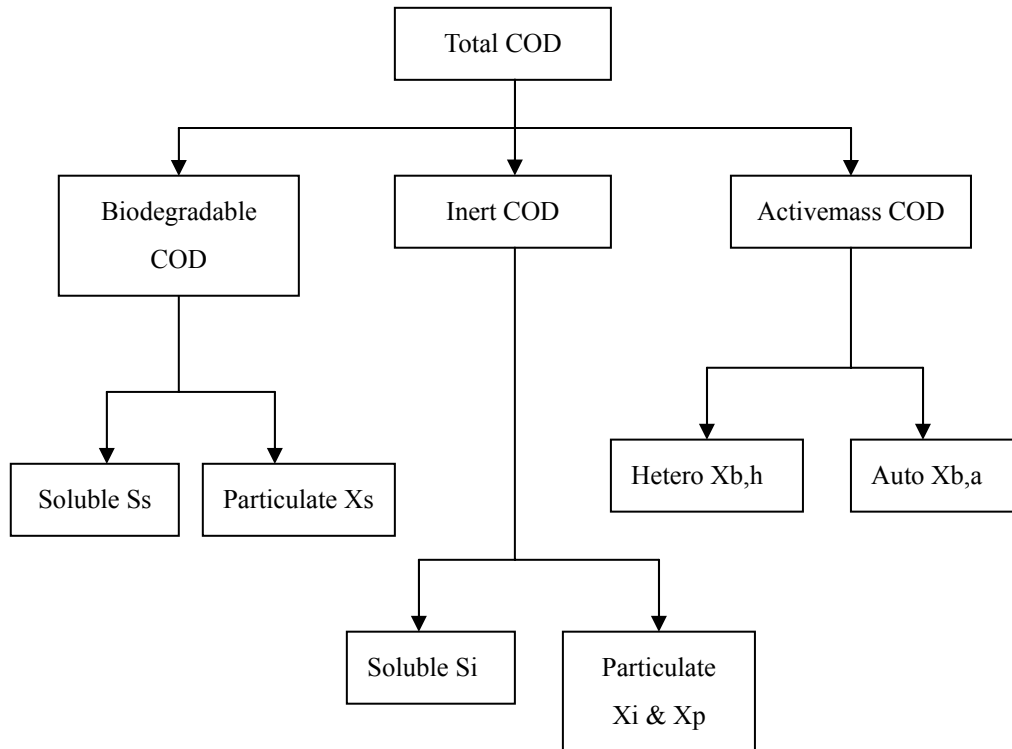 Total COD
Biodegradable
COD
Inert COD
Activemass COD
Soluble Ss
Particulate Xs
Hetero Xb,h
Auto Xb,a
Soluble Si
Particulate
Xi & Xp